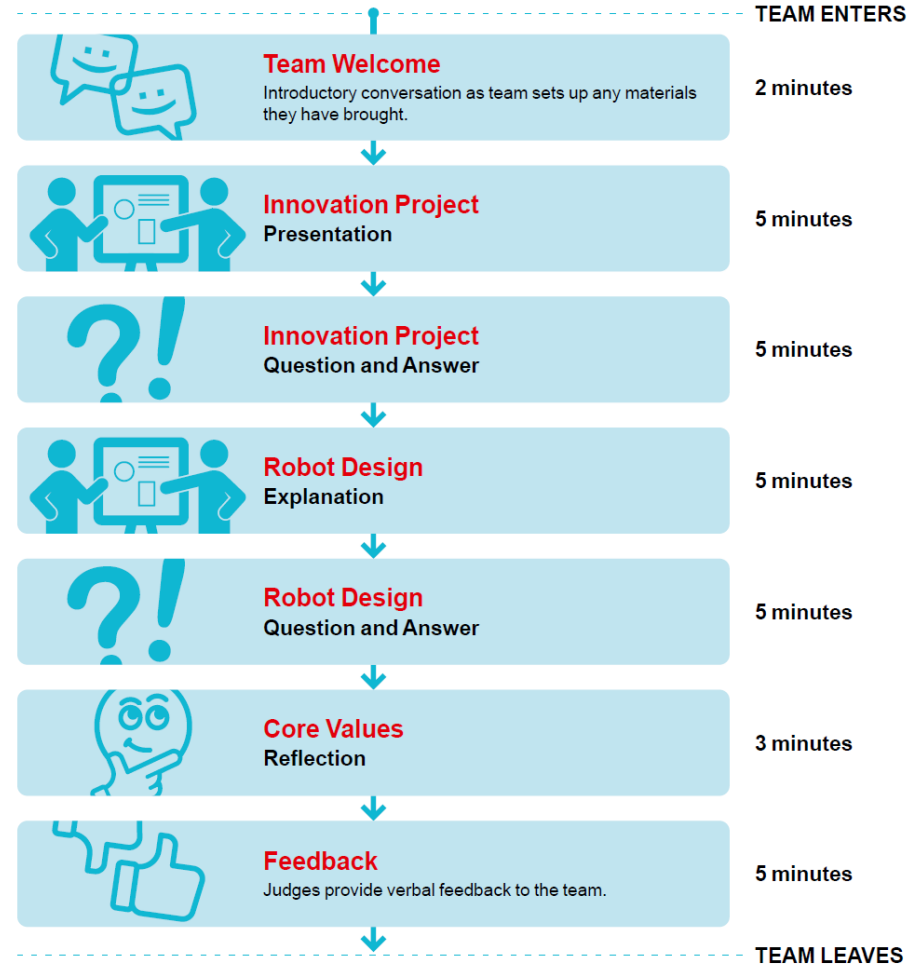 TEAM ENTERS
Team Welcome
Introductory conversation as team sets up any materials
they have brought.
2 minutes
Innovation Project
Presentation
5 minutes
Innovation Project
Question and Answer
5 minutes
Robot Design
Explanation
5 minutes
Robot Design
Question and Answer
5 minutes
Core Values
Reflection
3 minutes
Feedback
Judges provide verbal feedback to the team.
5 minutes
TEAM LEAVES